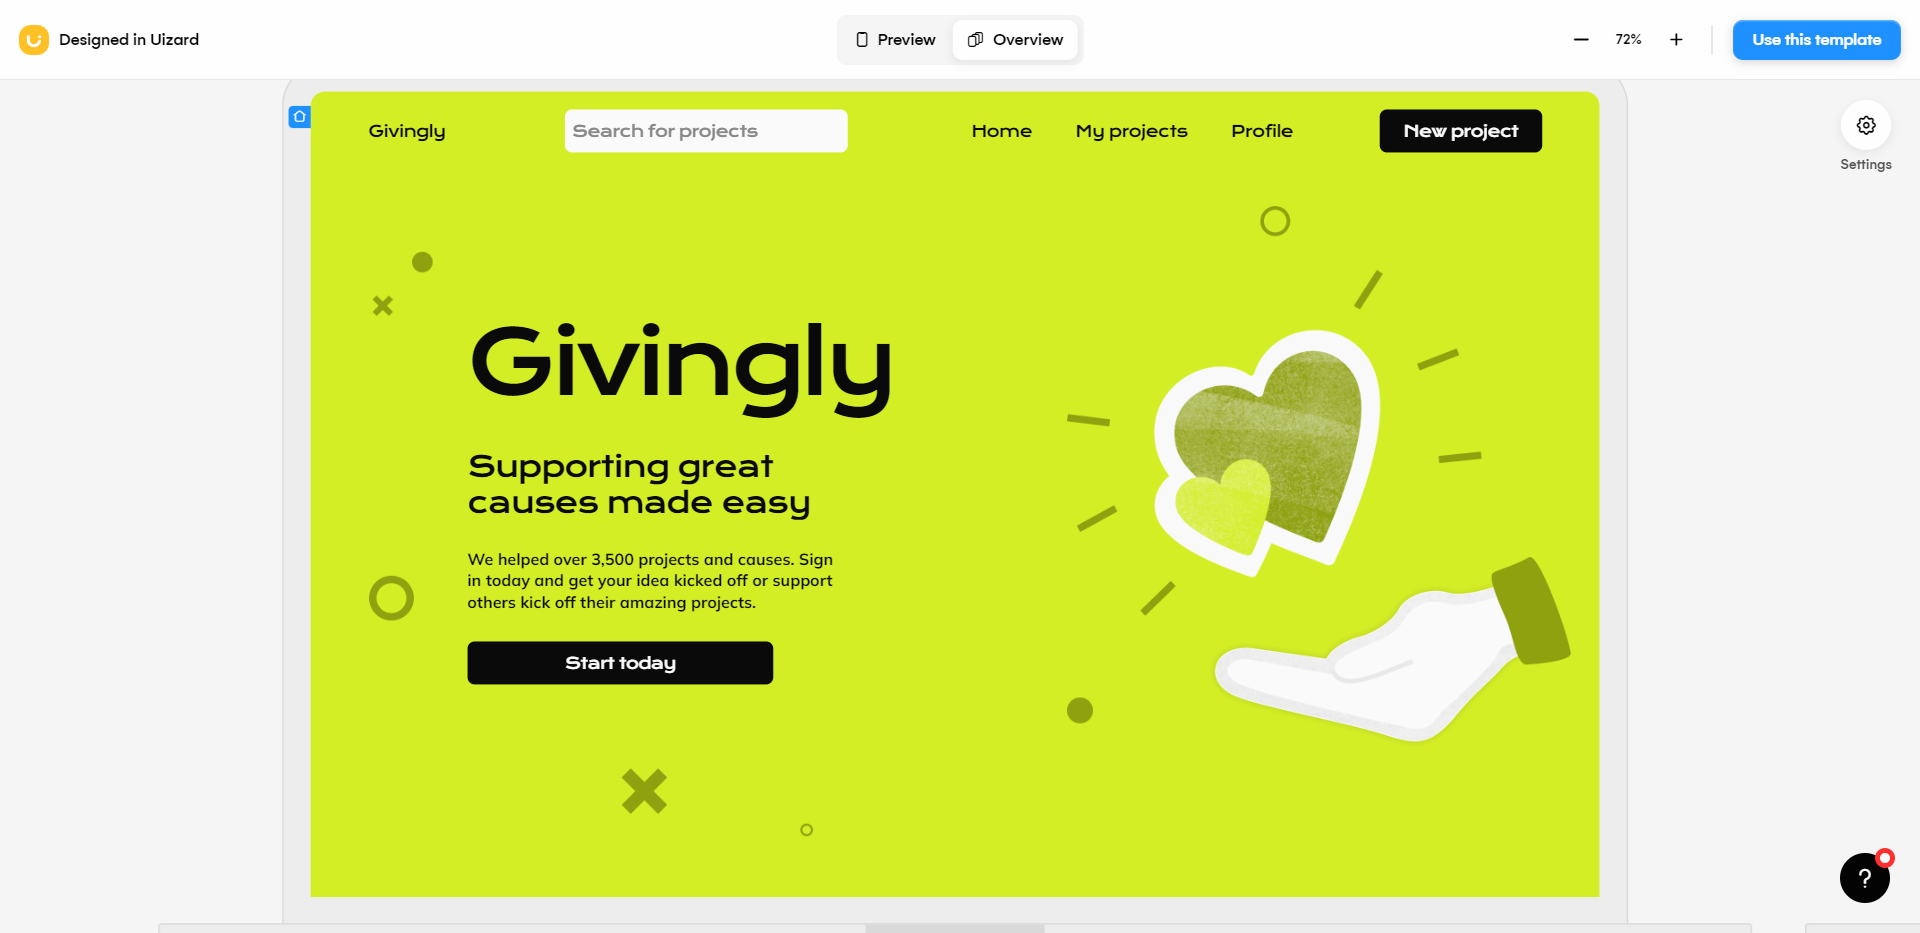 Designed in Uizard
Preview
Overview
72%
Use this template
Givingly
Search for projects
Home
My projects
Profile
New project
Settings
Givingly
Supporting great
causes made easy
We helped over 3,500 projects and causes. Sign
in today and get your idea kicked off or support
others kick off their amazing projects.
Start today
?